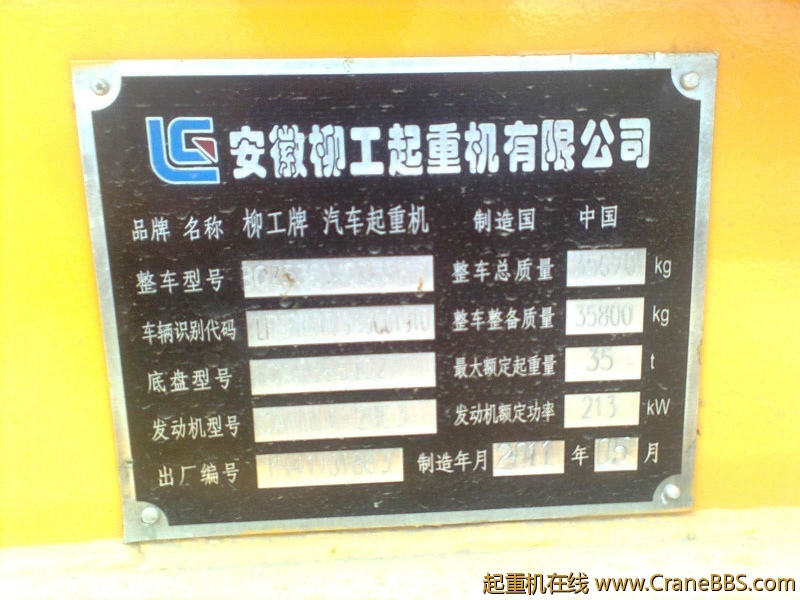 LG 安徽柳工起重机有限公司
品牌 名称 柳工牌 汽车起重机 制造国 中国
整车型号 整车总质量 kg
车辆识别代码 整车整备质量 35800 kg
底盘型号 最大额定起重量 35 t
发动机型号 发动机额定功率 213 kW
出厂编号 制造年月 2011 年 05 月
起重机在线 www.CraneBBS.com